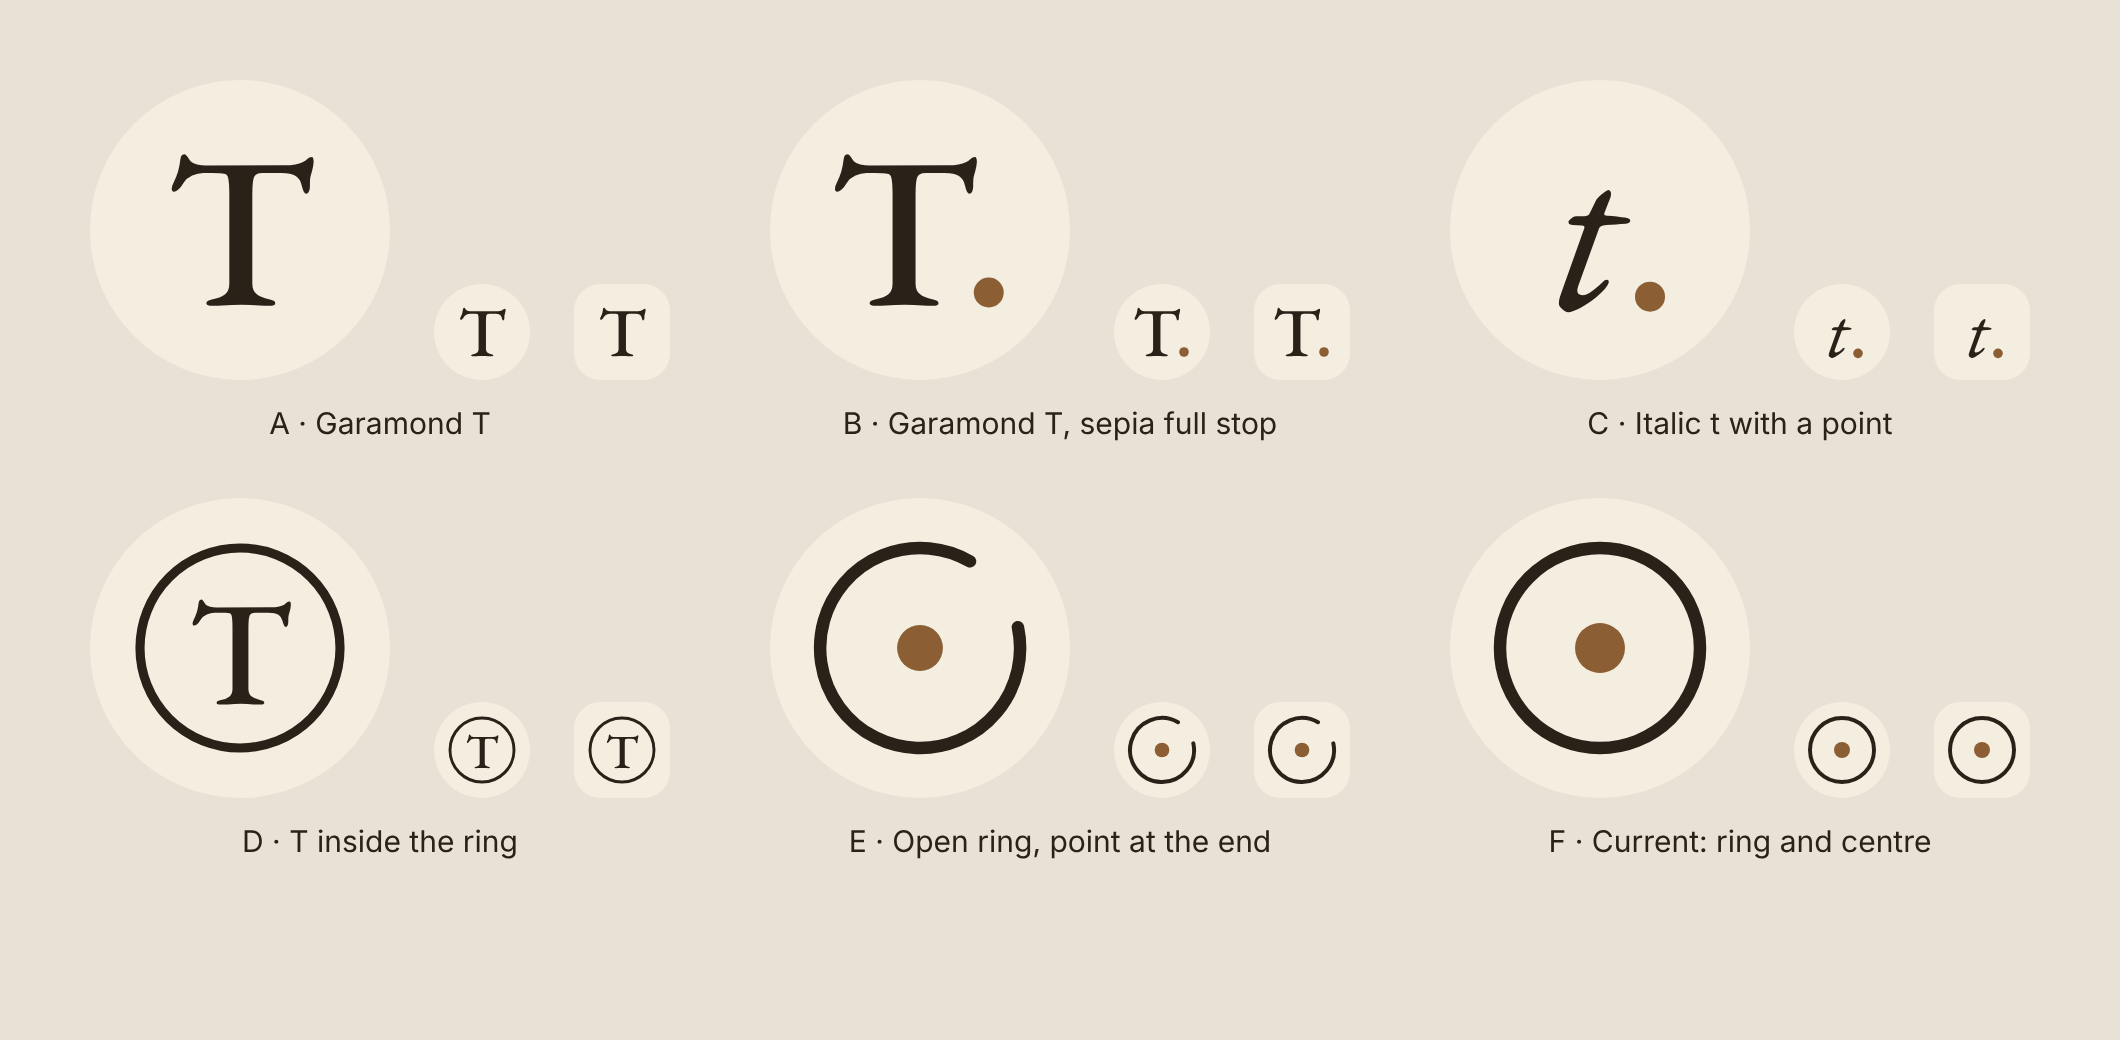 T
T
T
A · Garamond T
T.
T.
T.
B · Garamond T, sepia full stop
t.
t.
t.
C · Italic t with a point
T
T
T
D · T inside the ring
E · Open ring, point at the end
F · Current: ring and centre